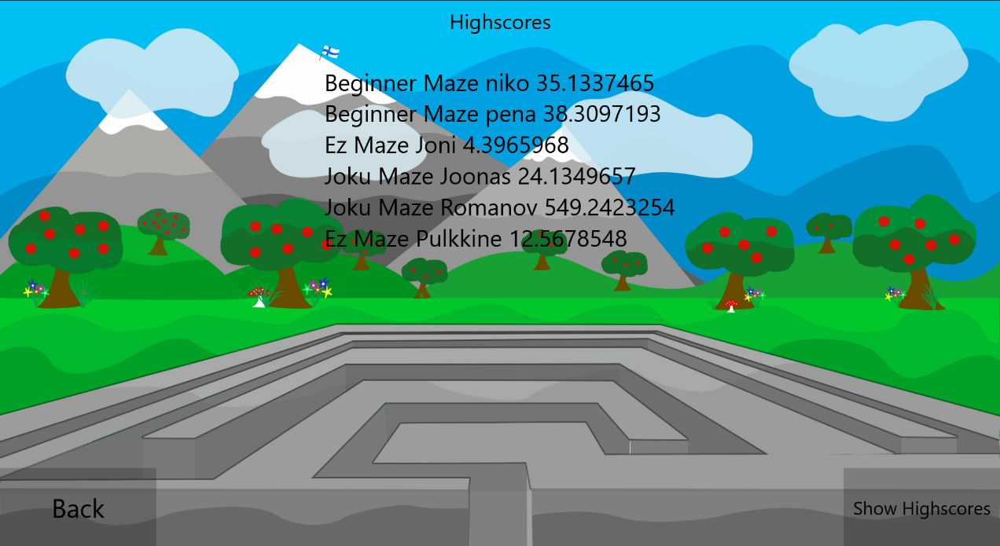 Highscores
Beginner Maze niko 35.1337465
Beginner Maze pena 38.3097193
Ez Maze Joni 4.3965968
Joku Maze Joonas 24.1349657
Joku Maze Romanov 549.2423254
Ez Maze Pulkkine 12.5678548
Back
Show Highscores